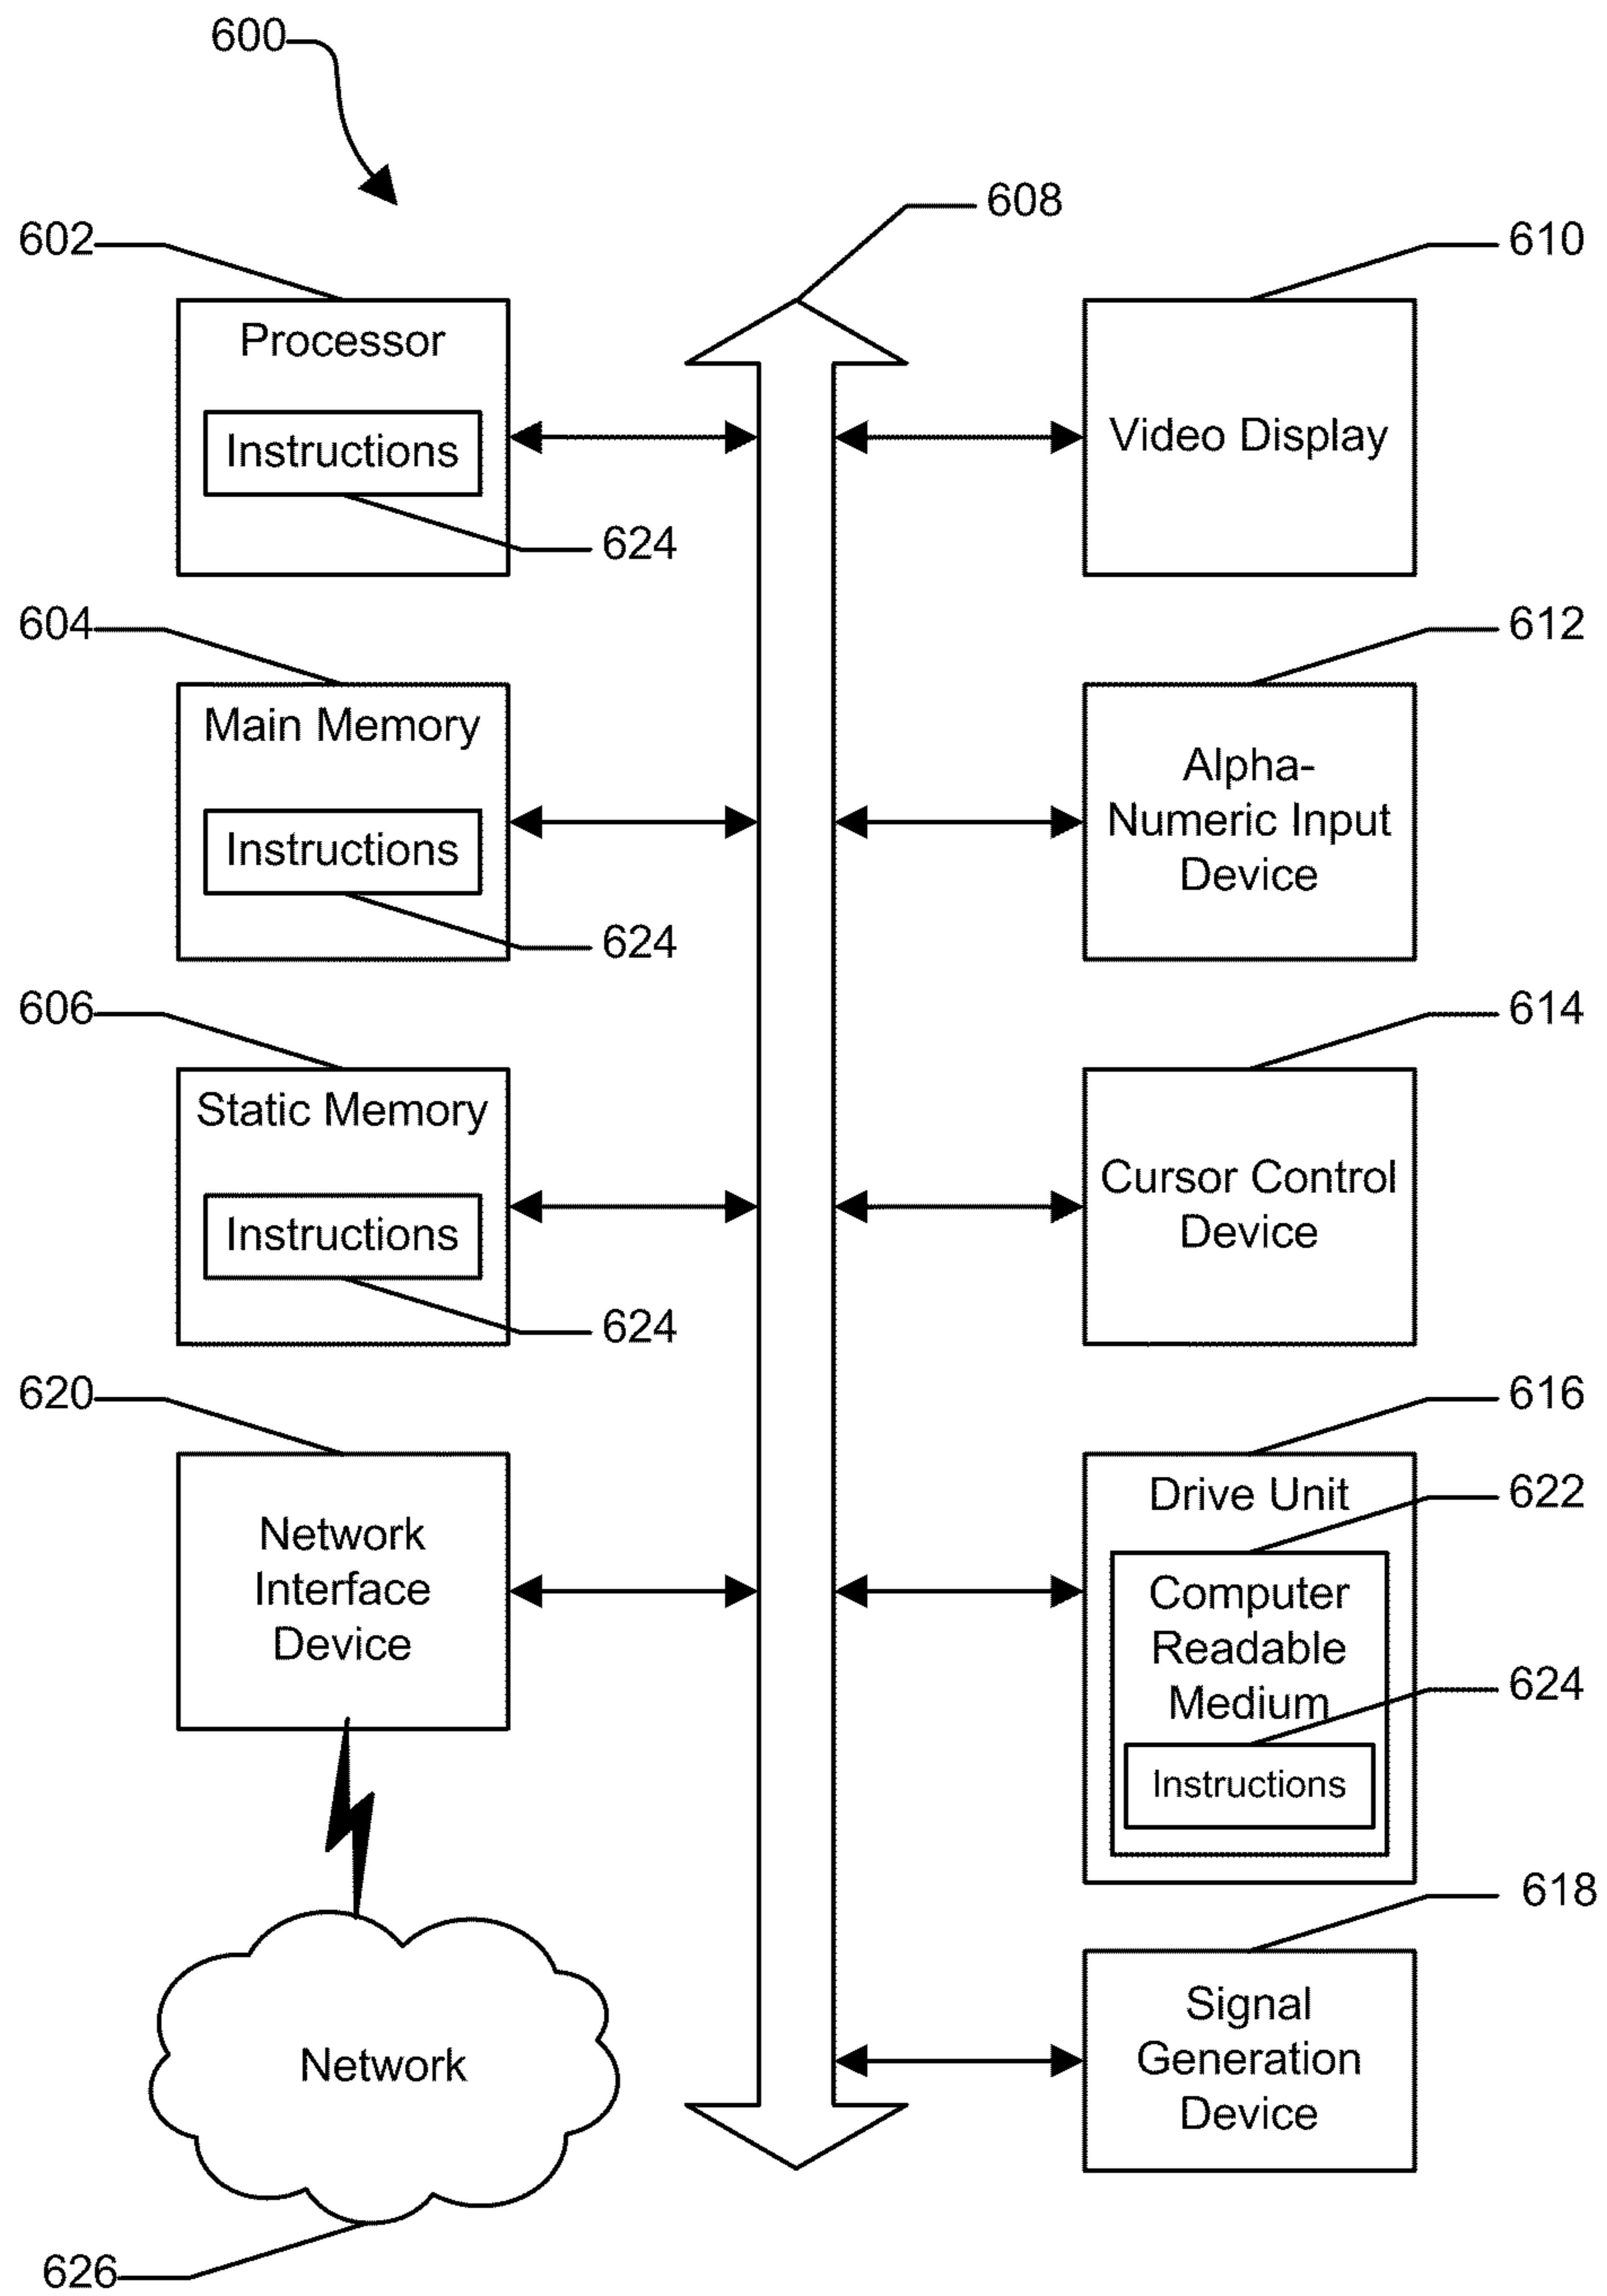 600
608
602
610
Processor
Instructions
Video Display
624
604
612
Main Memory
Instructions
Alpha-
Numeric Input
Device
624
606
614
Static Memory
Instructions
Cursor Control
Device
624
620
616
Network
Interface
Device
Drive Unit
622
Computer
Readable
Medium
624
Instructions
618
Signal
Generation
Device
Network
626